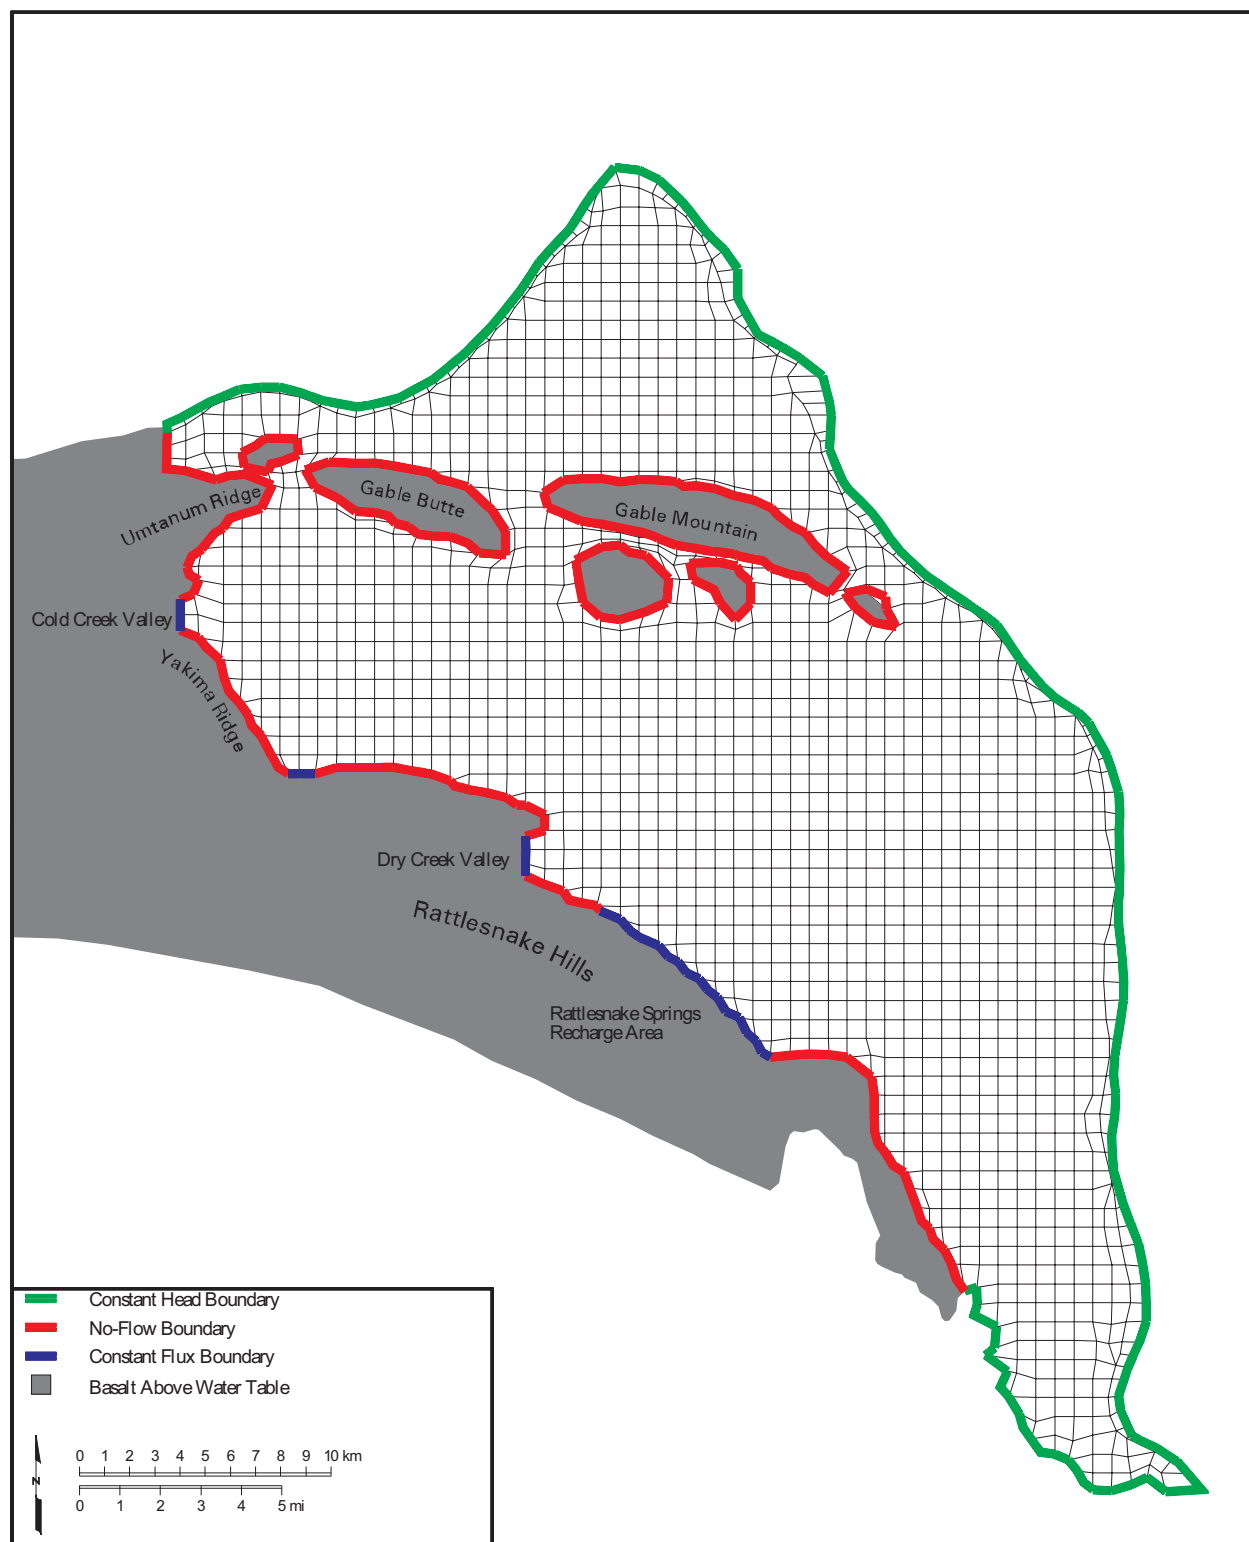 Gable Butte
Gable Mountain
Umtanum Ridge
Cold Creek Valley
Yakima Ridge
Dry Creek Valley
Rattlesnake Hills
Rattlesnake Springs
Recharge Area
Constant Head Boundary
No-Flow Boundary
Constant Flux Boundary
Basalt Above Water Table
0 1 2 3 4 5 6 7 8 9 10 km
0 1 2 3 4 5 mi
N